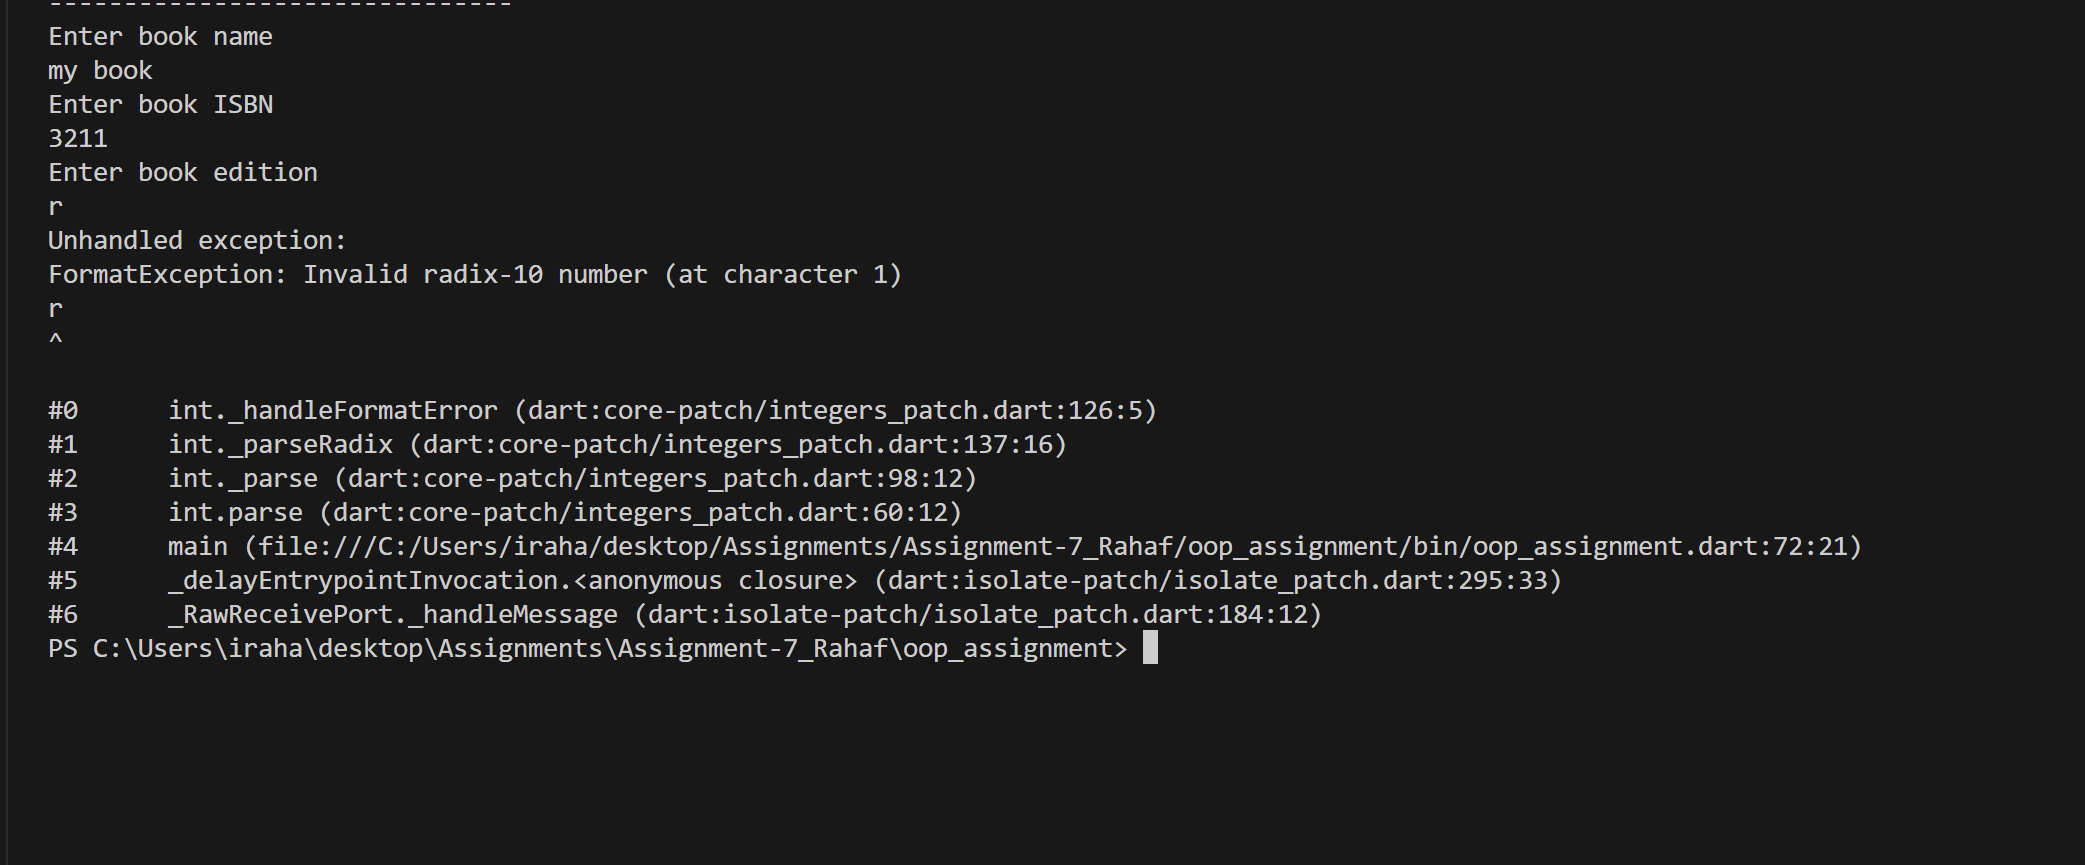 -------------------------------
Enter book name
my book
Enter book ISBN
3211
Enter book edition
r
Unhandled exception:
FormatException: Invalid radix-10 number (at character 1)
r
^
#0      int._handleFormatError (dart:core-patch/integers_patch.dart:126:5)
#1      int._parseRadix (dart:core-patch/integers_patch.dart:137:16)
#2      int._parse (dart:core-patch/integers_patch.dart:98:12)
#3      int.parse (dart:core-patch/integers_patch.dart:60:12)
#4      main (file:///C:/Users/iraha/desktop/Assignments/Assignment-7_Rahaf/oop_assignment/bin/oop_assignment.dart:72:21)
#5      _delayEntrypointInvocation.<anonymous closure> (dart:isolate-patch/isolate_patch.dart:295:33)
#6      _RawReceivePort._handleMessage (dart:isolate-patch/isolate_patch.dart:184:12)
PS C:\Users\iraha\desktop\Assignments\Assignment-7_Rahaf\oop_assignment>